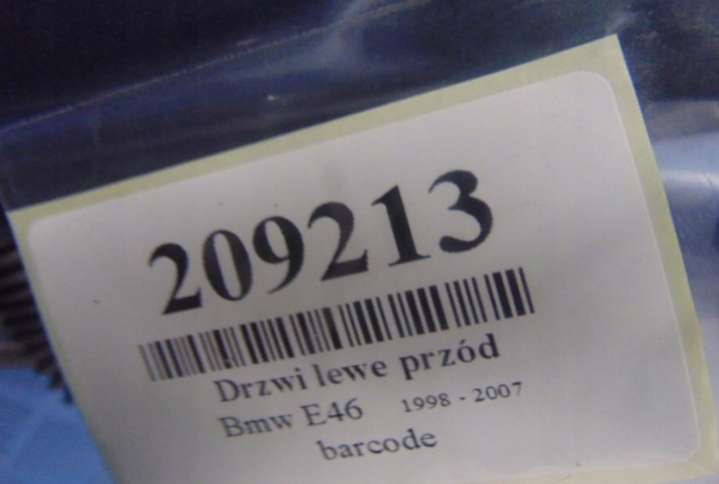 209213
Drzwi lewe przód
Bmw E46 1998 - 2007
barcode